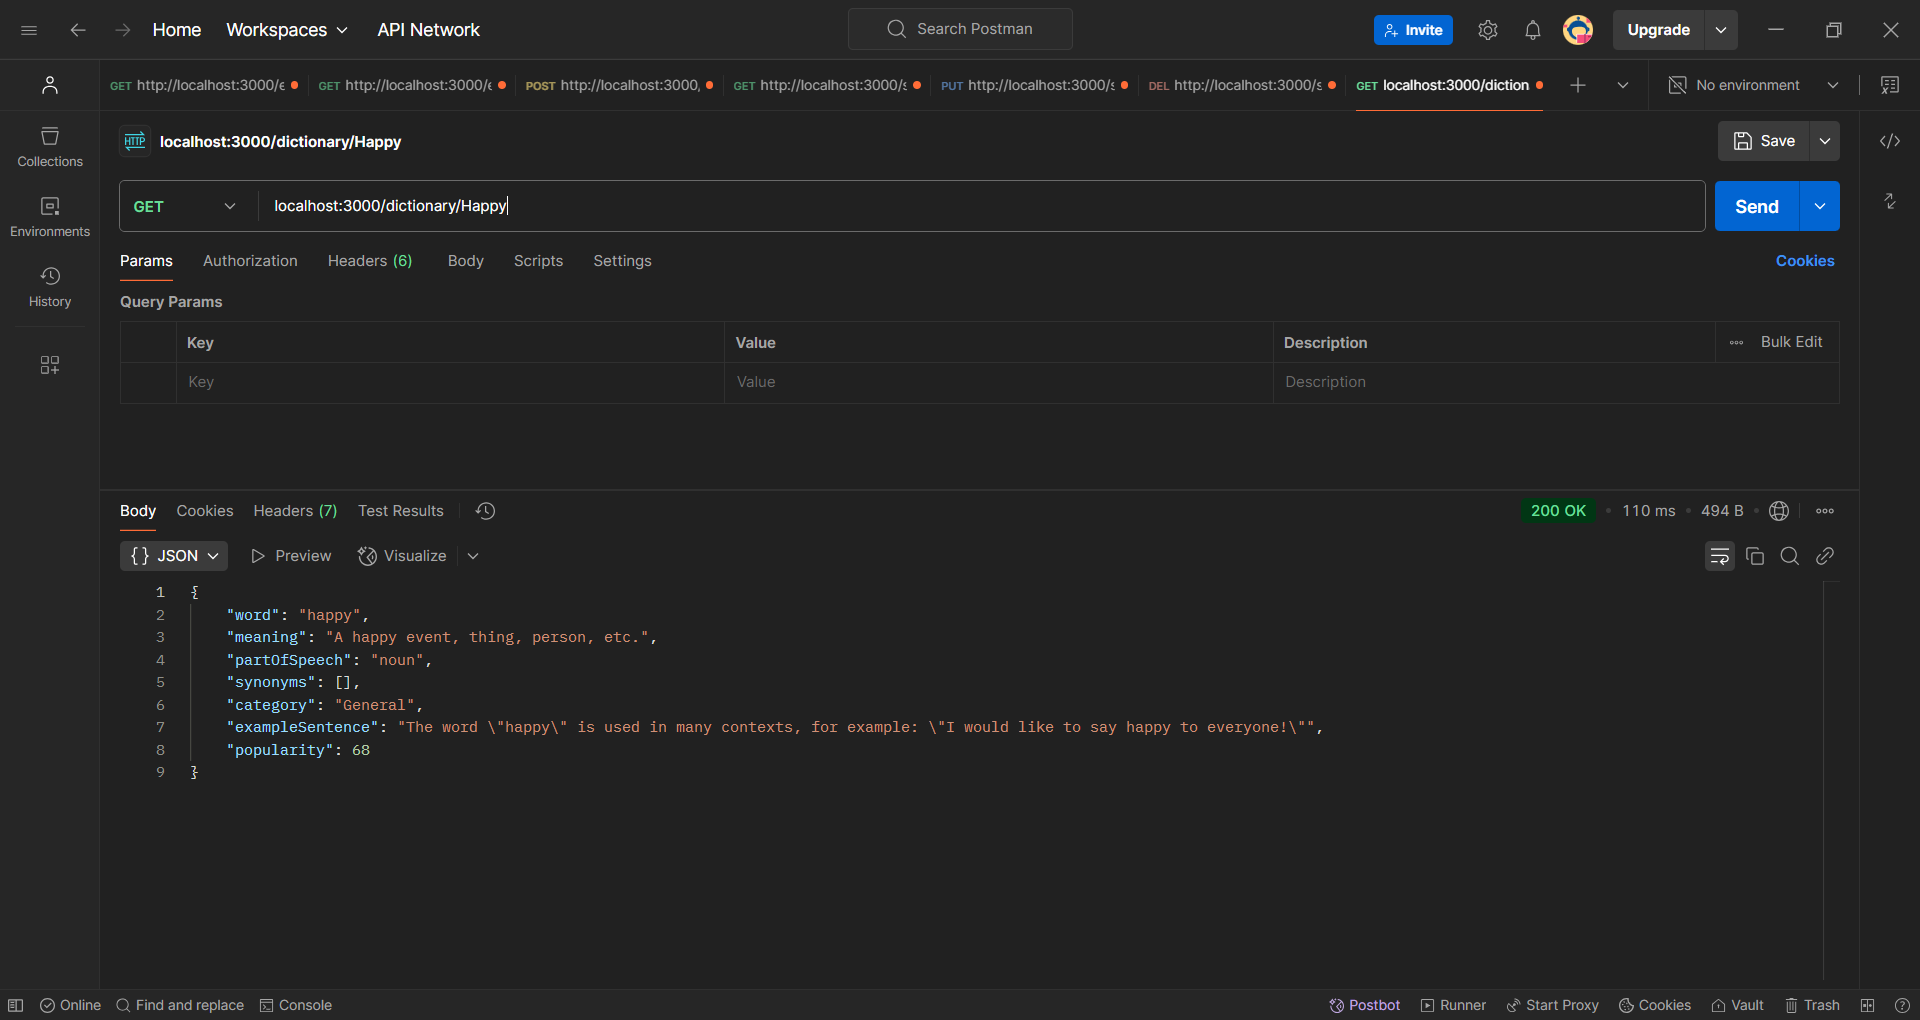 Home Workspaces API Network Search Postman Invite Upgrade
GET http://localhost:3000/ GET http://localhost:3000/ POST http://localhost:3000, GET http://localhost:3000/ PUT http://localhost:3000/ DEL http://localhost:3000/ GET localhost:3000/diction No environment
HTTP localhost:3000/dictionary/Happy Save
Collections
GET localhost:3000/dictionary/Happy Send
Environments
Params Authorization Headers (6) Body Scripts Settings Cookies
History
Query Params
Key Value Description Bulk Edit
Key Value Description
Body Cookies Headers (7) Test Results 200 OK 110 ms 494 B
{} JSON Preview Visualize
1 {
2 "word": "happy",
3 "meaning": "A happy event, thing, person, etc.",
4 "partOfSpeech": "noun",
5 "synonyms": [],
6 "category": "General",
7 "exampleSentence": "The word \"happy\" is used in many contexts, for example: \"I would like to say happy to everyone!\"",
8 "popularity": 68
9 }
Online Find and replace Console Postbot Runner Start Proxy Cookies Vault Trash